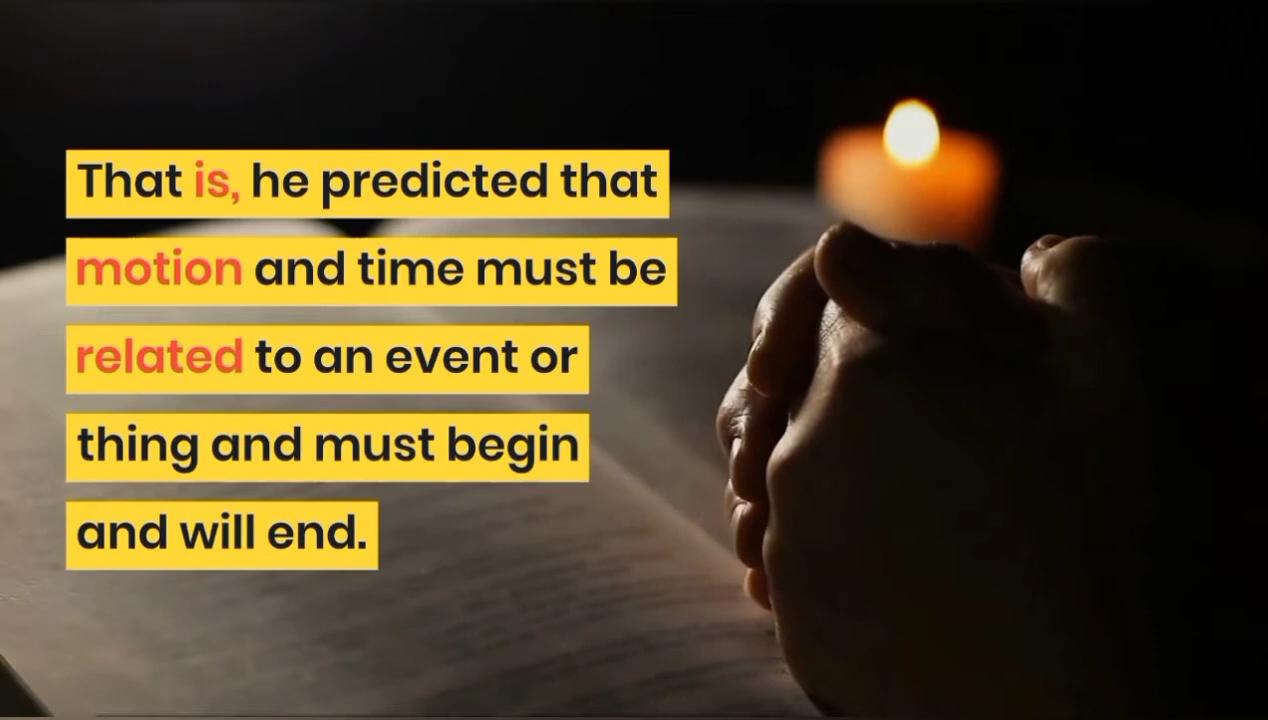 That is, he predicted that
motion and time must be
related to an event or
thing and must begin
and will end.